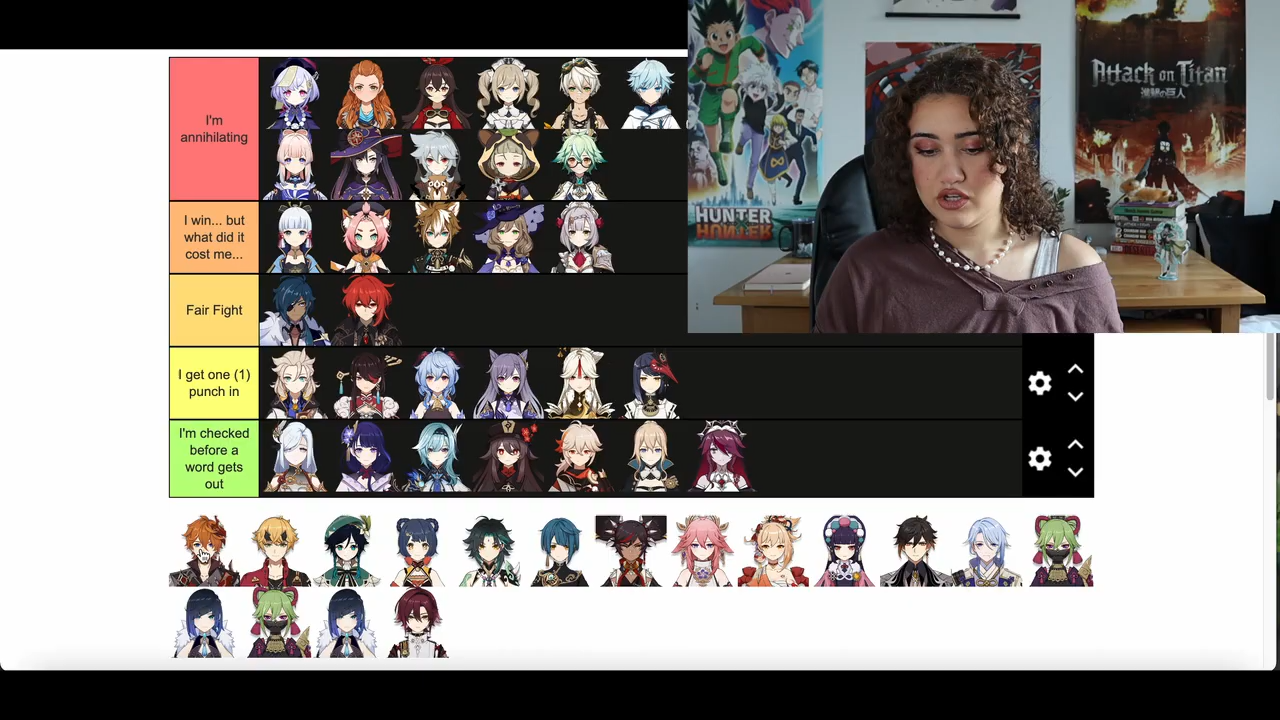 I'm
annihilating
I win... but
what did it
cost me...
Fair Fight
I get one (1)
punch in
I'm checked
before a
word gets
out
HUNTER
HUNTER
Attack on Titan
進撃の巨人